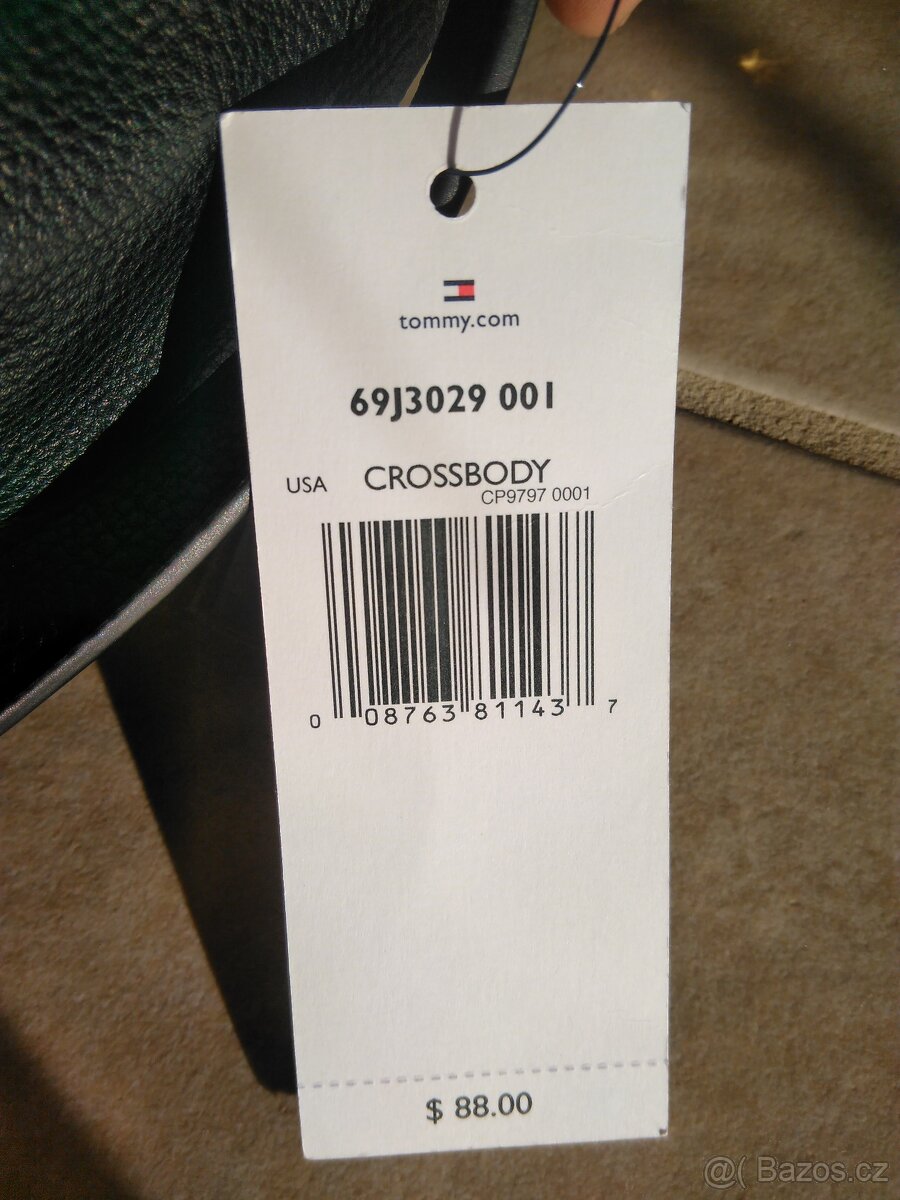 tommy.com
69J3029 001
USA CROSSBODY
CP9797 0001
0 08763 81143 7
$ 88.00
@( Bazos.cz